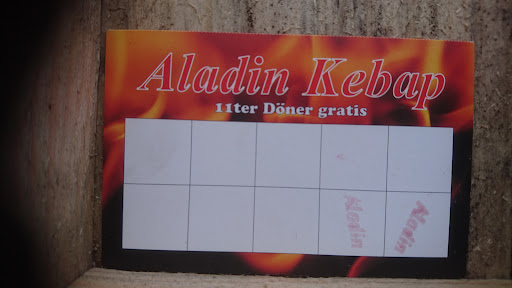 Aladin Kebap
11ter Döner gratis
Aladin
Aladin